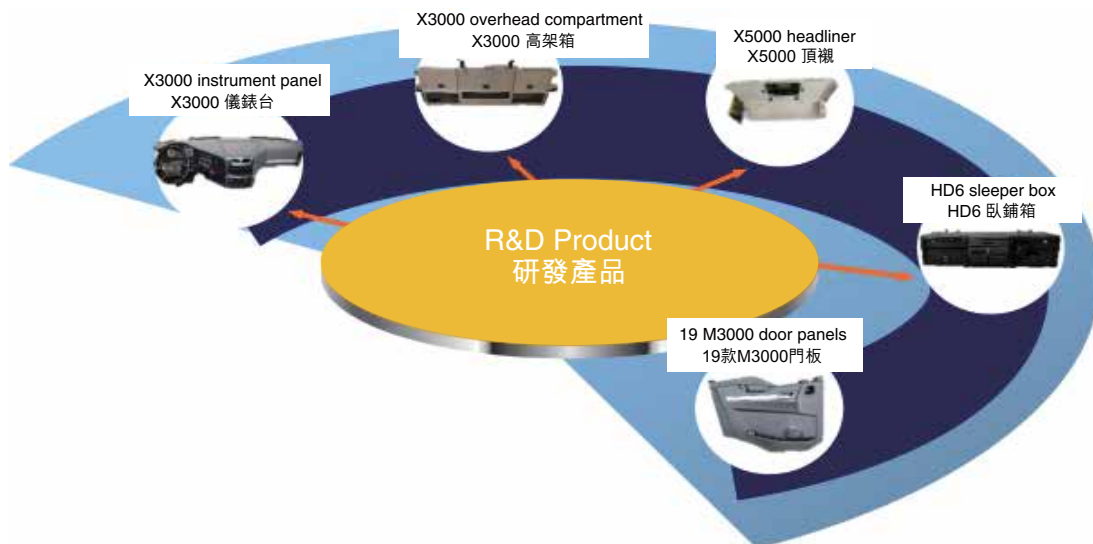 X3000 overhead compartment
X3000 高架箱
X5000 headliner
X5000 頂襯
X3000 instrument panel
X3000 儀錶台
HD6 sleeper box
HD6 臥鋪箱
R&D Product
研發產品
19 M3000 door panels
19款M3000門板